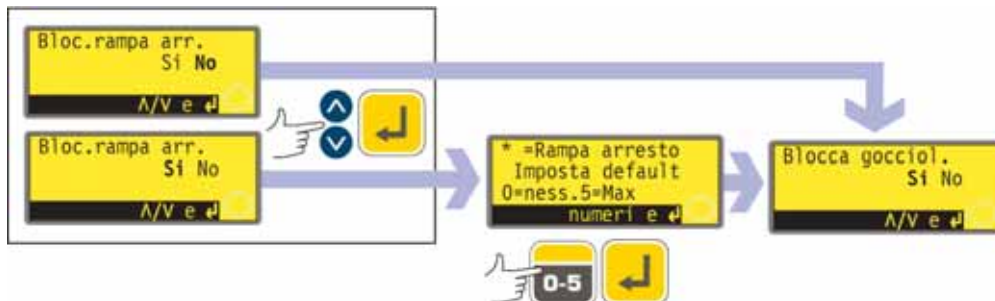 Bloc.rampa arr.
Si No
Λ/V e ↲
Bloc.rampa arr.
Si No
Λ/V e ↲
* =Rampa arresto
Imposta default
0=ness.5=Max
numeri e ↲
0-5
Blocca gocciol.
Si No
Λ/V e ↲